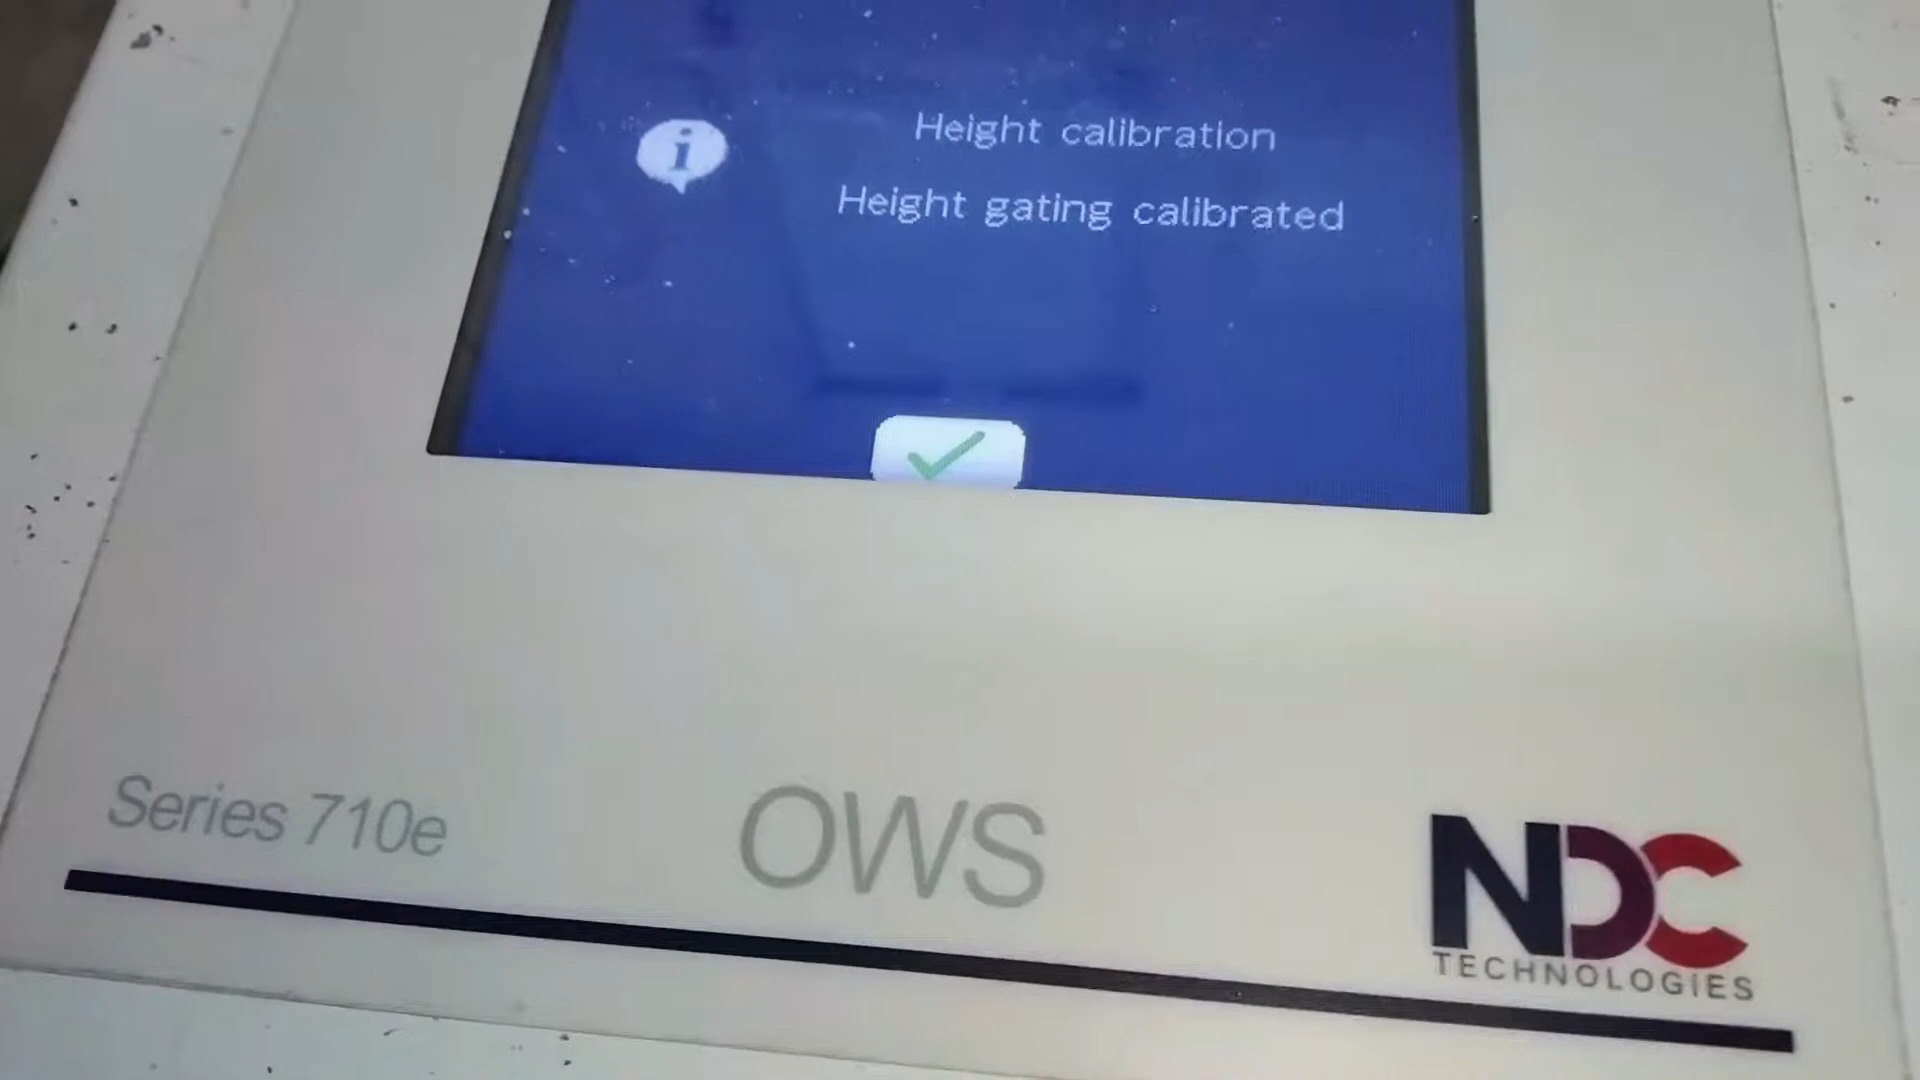 Height calibration
Height gating calibrated
Series 710e
OWS
NDC
TECHNOLOGIES